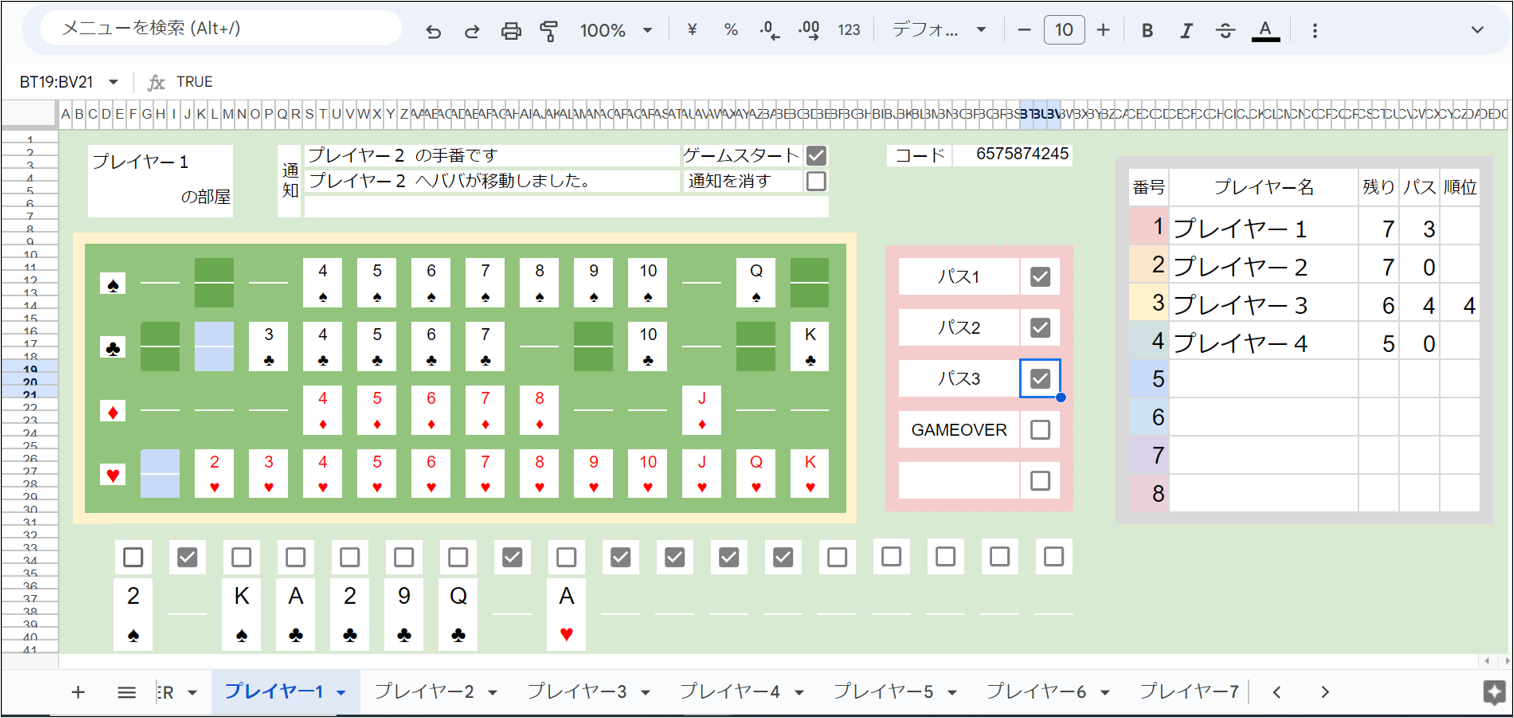 メニューを検索 (Alt+/) 100% ¥ % .0 .00 123 デフォ... 10 B I A
BT19:BV21 fx TRUE
プレイヤー1
の部屋
通知
プレイヤー2 の手番です
ゲームスタート
プレイヤー2 へババが移動しました。
通知を消す
コード 6575874245
♠ 4♠ 5♠ 6♠ 7♠ 8♠ 9♠ 10♠ Q♠
♣ 3♣ 4♣ 5♣ 6♣ 7♣ 10♣ K♣
♦ 4♦ 5♦ 6♦ 7♦ 8♦ J♦
♥ 2♥ 3♥ 4♥ 5♥ 6♥ 7♥ 8♥ 9♥ 10♥ J♥ Q♥ K♥
パス1
パス2
パス3
GAMEOVER
番号 プレイヤー名 残り パス 順位
1 プレイヤー1 7 3
2 プレイヤー2 7 0
3 プレイヤー3 6 4 4
4 プレイヤー4 5 0
5
6
7
8
2♠ K♠ A♣ 2♣ 9♣ Q♣ A♥
ER プレイヤー1 プレイヤー2 プレイヤー3 プレイヤー4 プレイヤー5 プレイヤー6 プレイヤー7